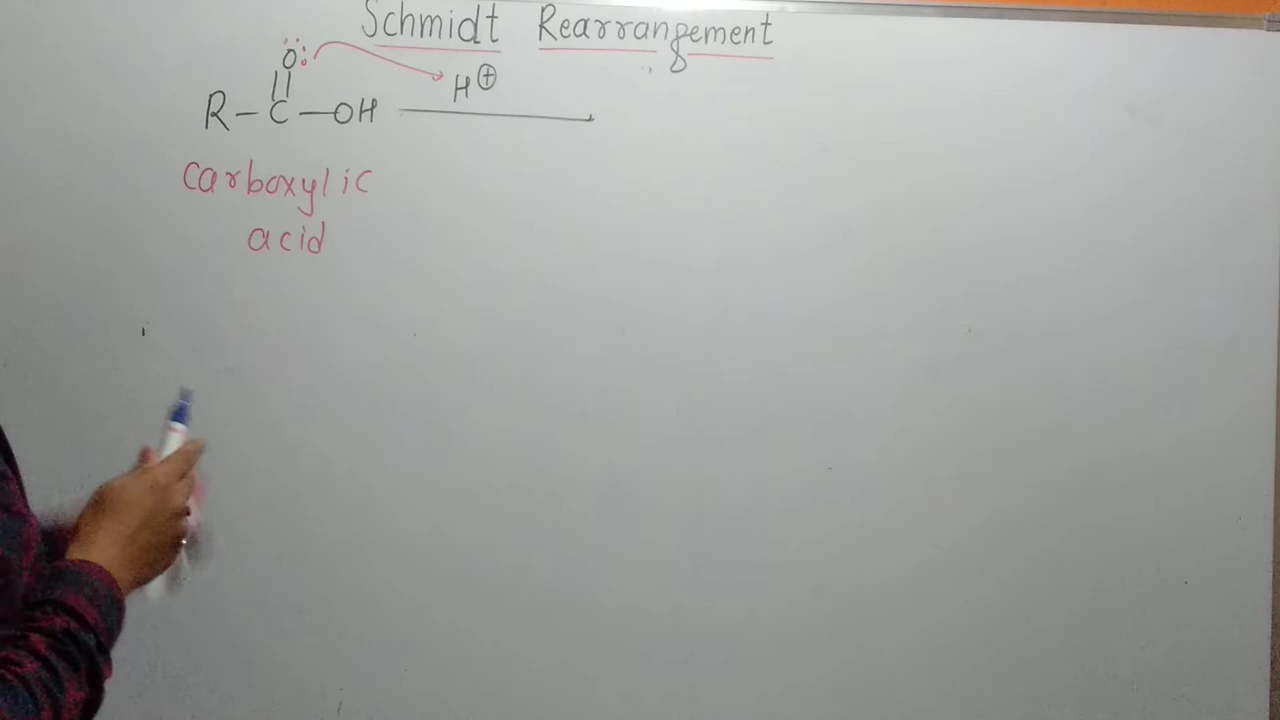 Schmidt Rearrangement
Ö:
||
R-C-OH
H⊕
Carboxylic
acid